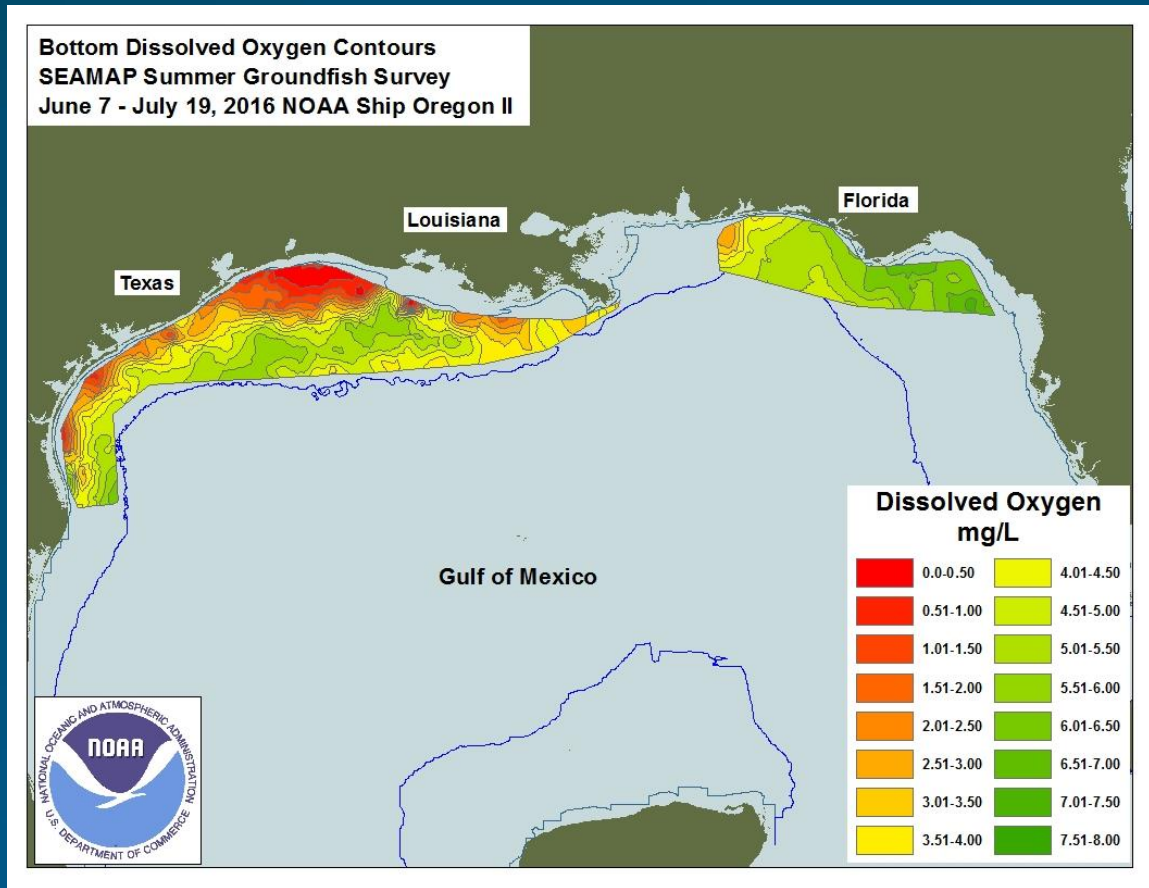 Bottom Dissolved Oxygen Contours
SEAMAP Summer Groundfish Survey
June 7 - July 19, 2016 NOAA Ship Oregon II
Florida
Louisiana
Texas
Gulf of Mexico
Dissolved Oxygen
mg/L
0.0-0.50
0.51-1.00
1.01-1.50
1.51-2.00
2.01-2.50
2.51-3.00
3.01-3.50
3.51-4.00
4.01-4.50
4.51-5.00
5.01-5.50
5.51-6.00
6.01-6.50
6.51-7.00
7.01-7.50
7.51-8.00
NATIONAL OCEANIC AND ATMOSPHERIC ADMINISTRATION
NOAA
U.S. DEPARTMENT OF COMMERCE